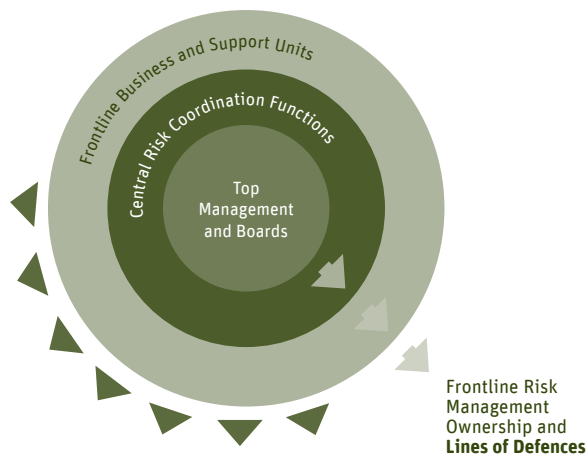 Frontline Business and Support Units
Central Risk Coordination Functions
Top
Management
and Boards
Frontline Risk
Management
Ownership and
Lines of Defences